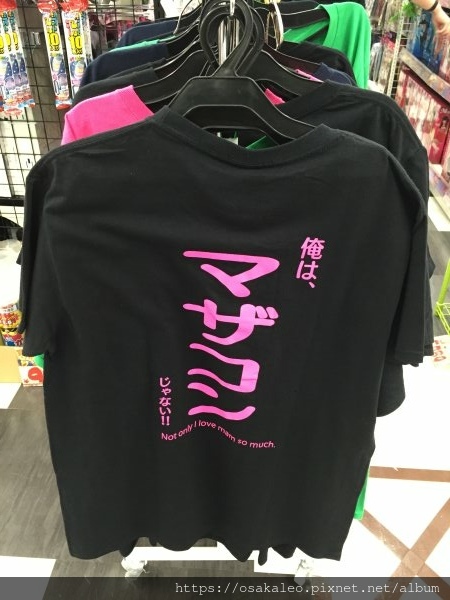 俺は、
マザコン
じゃない!!
Not only I love mam so much.
https://osakaleo.pixnet.net/album